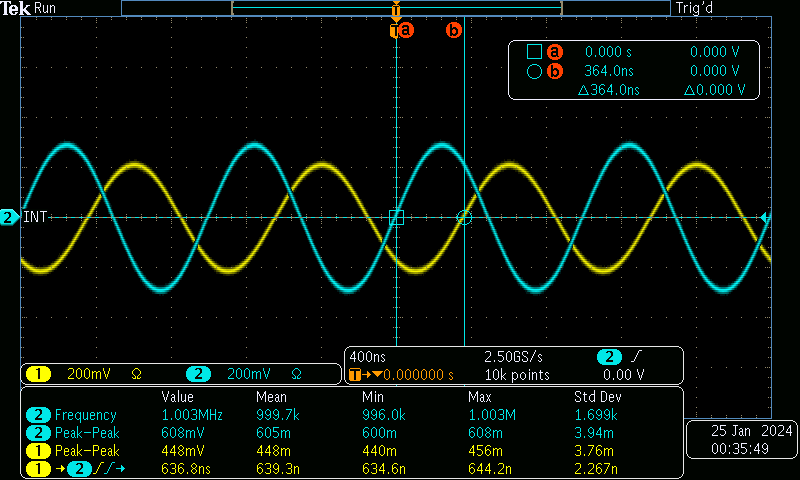 Tek Run Trig'd
T
T a b
a 0.000 s 0.000 V
b 364.0ns 0.000 V
△364.0ns △0.000 V
2 INT
1 200mV Ω 2 200mV Ω
400ns 2.50GS/s 2
T→▼0.000000 s 10k points 0.00 V
Value Mean Min Max Std Dev
2 Frequency 1.003MHz 999.7k 996.0k 1.003M 1.699k
2 Peak-Peak 608mV 605m 600m 608m 3.94m
1 Peak-Peak 448mV 448m 440m 456m 3.76m
1 → 2 → 636.8ns 639.3n 634.6n 644.2n 2.267n
25 Jan 2024
00:35:49